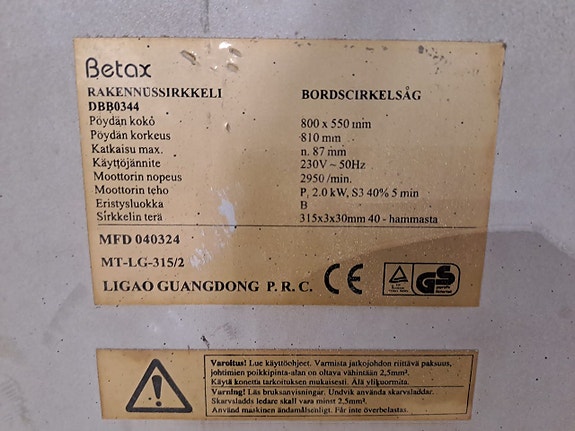 Betax
RAKENNUSSIRKKELI BORDSCIRKELSÅG
DBB0344
Pöydän koko 800 x 550 mm
Pöydän korkeus 810 mm
Katkaisu max. n. 87 mm
Käyttöjännite 230V ~ 50Hz
Moottorin nopeus 2950 /min.
Moottorin teho P, 2.0 kW, S3 40% 5 min
Eristysluokka B
Sirkkelin terä 315x3x30mm 40 - hammasta
MFD 040324
MT-LG-315/2
LIGAO GUANGDONG P. R. C. CE GS
Varoitus! Lue käyttöohjeet. Varmista jatkojohdon riittävä paksuus,
johtimien poikkipinta-alan on oltava vähintään 2,5mm².
Käytä konetta tarkoituksen mukaisesti. Älä ylikuormita.
Varning! Läs bruksanvisningar. Undvik använda skarvsladdar.
Skarvsladds ledare skall vara minst 2,5mm².
Använd maskinen ändamålsenligt. Får inte överbelastas.